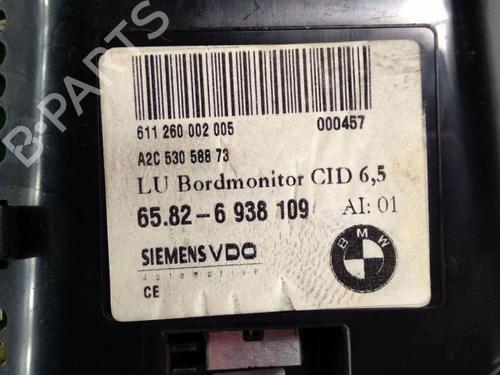 611 260 002 005 000457
A2C 530 588 73
LU Bordmonitor CID 6,5
65.82-6 938 109 AI: 01
BMW
SIEMENS VDO
Automotive
CE
B-PARTS